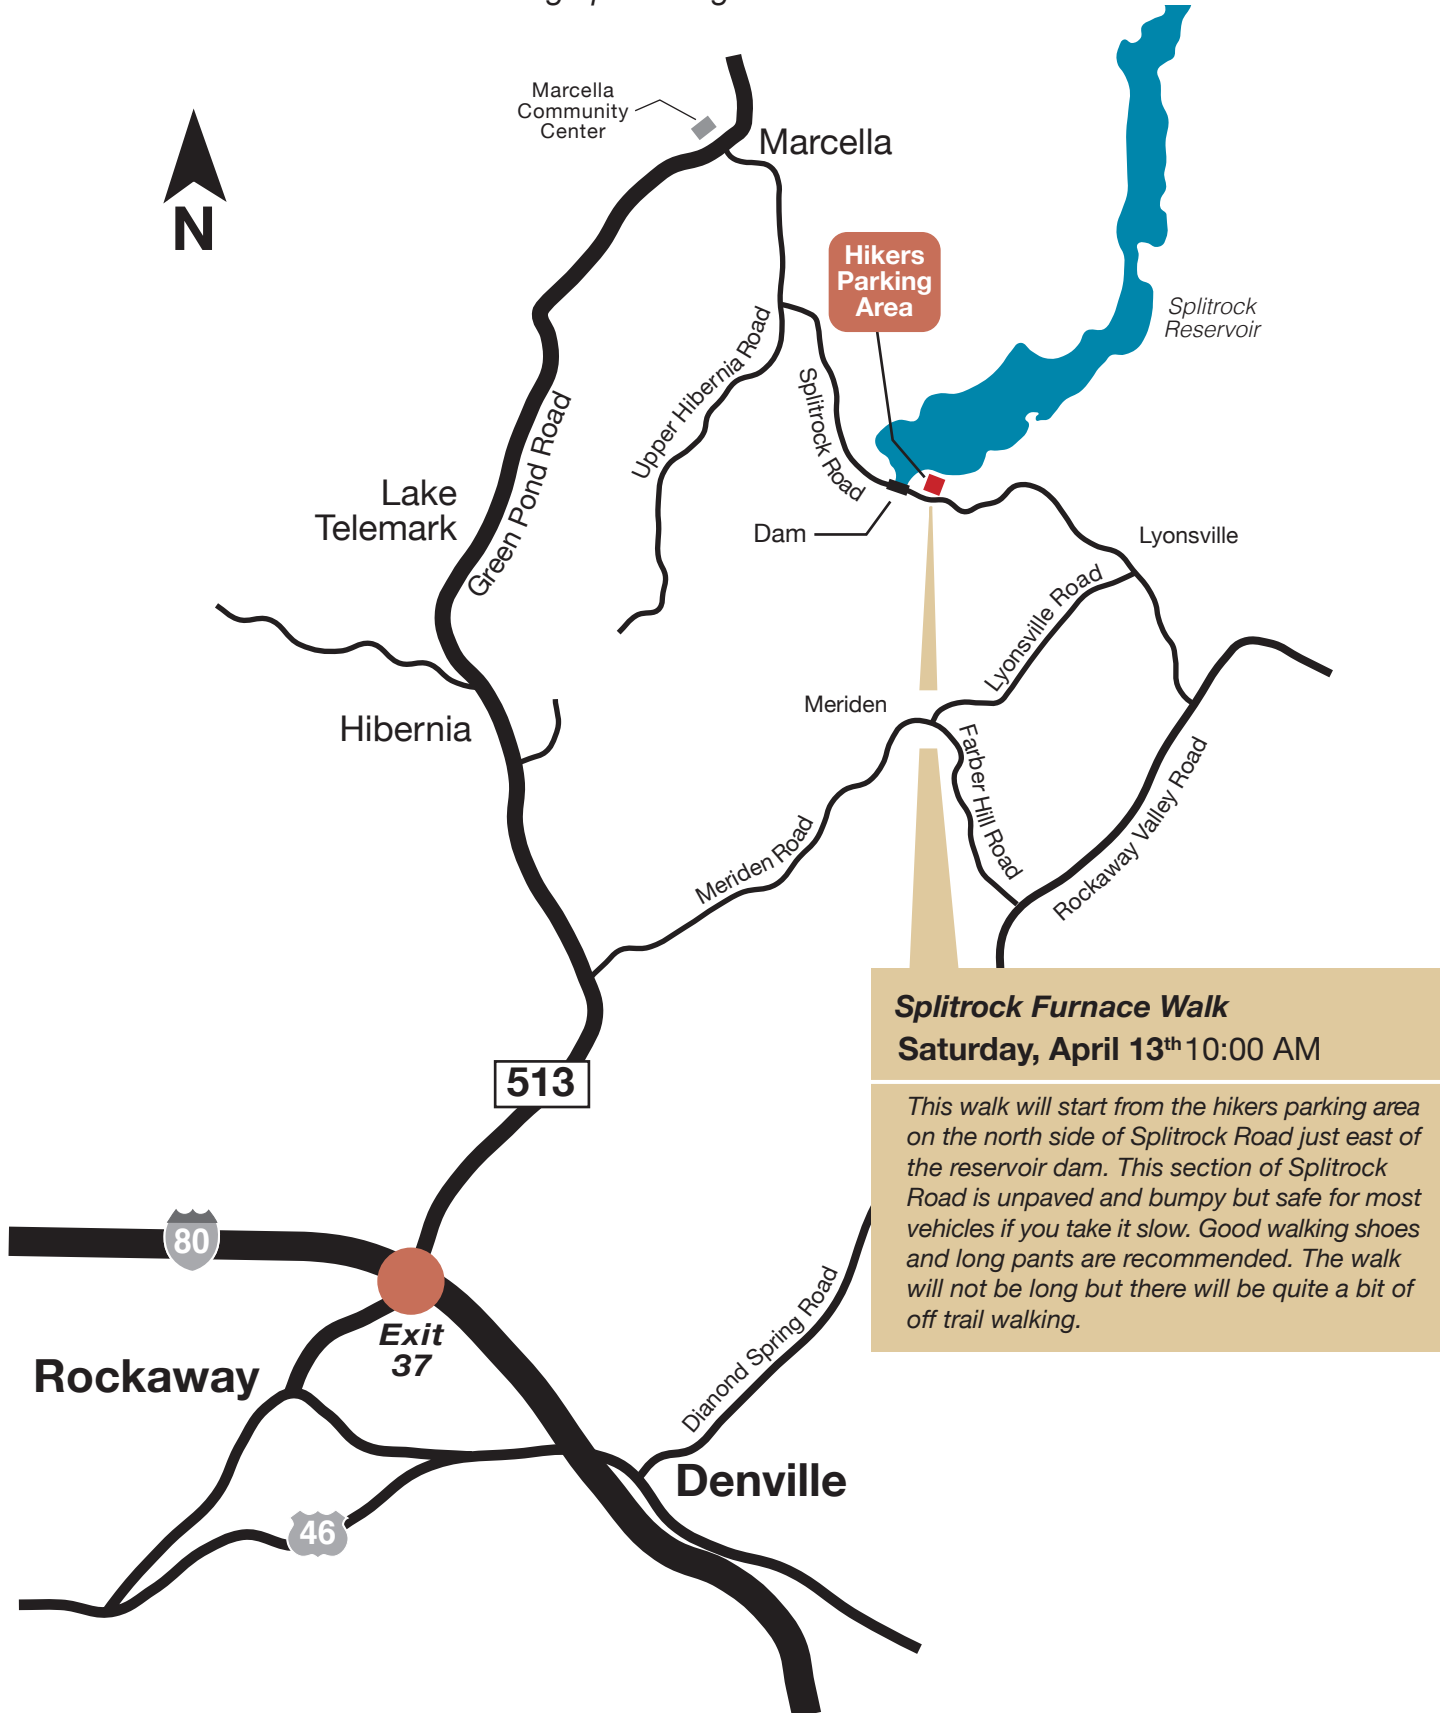 Marcella
Community
Center
Marcella
N
Hikers
Parking
Area
Splitrock
Reservoir
Upper Hibernia Road
Splitrock Road
Green Pond Road
Lake
Telemark
Dam
Lyonsville
Lyonsville Road
Meriden
Hibernia
Farber Hill Road
Rockaway Valley Road
Meriden Road
Splitrock Furnace Walk
Saturday, April 13th 10:00 AM
513
This walk will start from the hikers parking area
on the north side of Splitrock Road just east of
the reservoir dam. This section of Splitrock
Road is unpaved and bumpy but safe for most
vehicles if you take it slow. Good walking shoes
and long pants are recommended. The walk
will not be long but there will be quite a bit of
off trail walking.
80
Exit
37
Rockaway
Dianond Spring Road
Denville
46